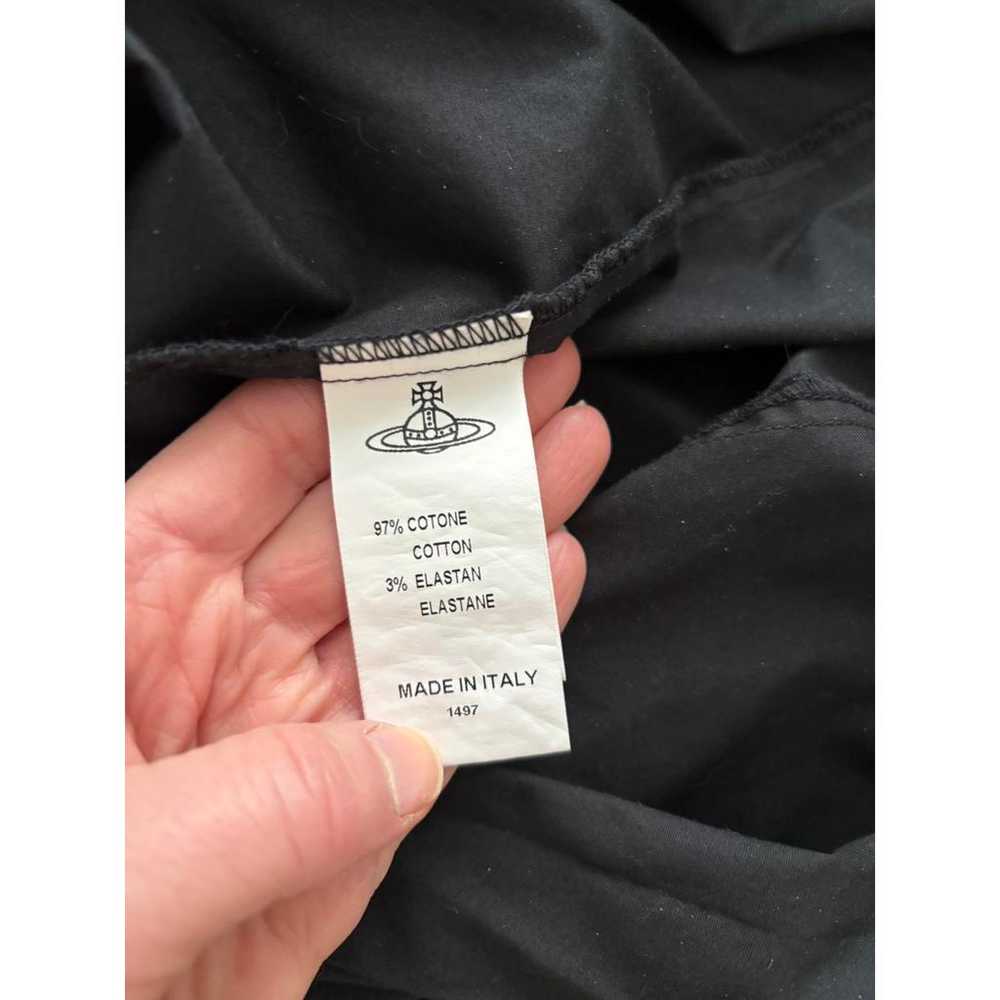 97% COTONE
COTTON
3% ELASTAN
ELASTANE
MADE IN ITALY
1497